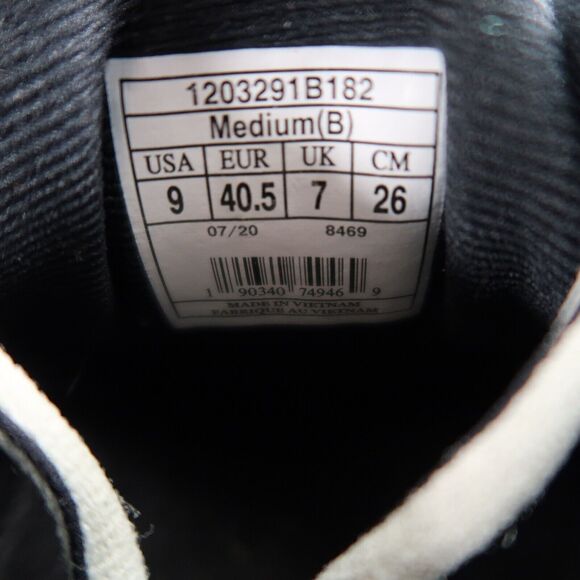 1203291B182
Medium(B)
USA EUR UK CM
9 40.5 7 26
07/20 8469
1 90340 74946 9
MADE IN VIETNAM
FABRIQUE AU VIETNAM